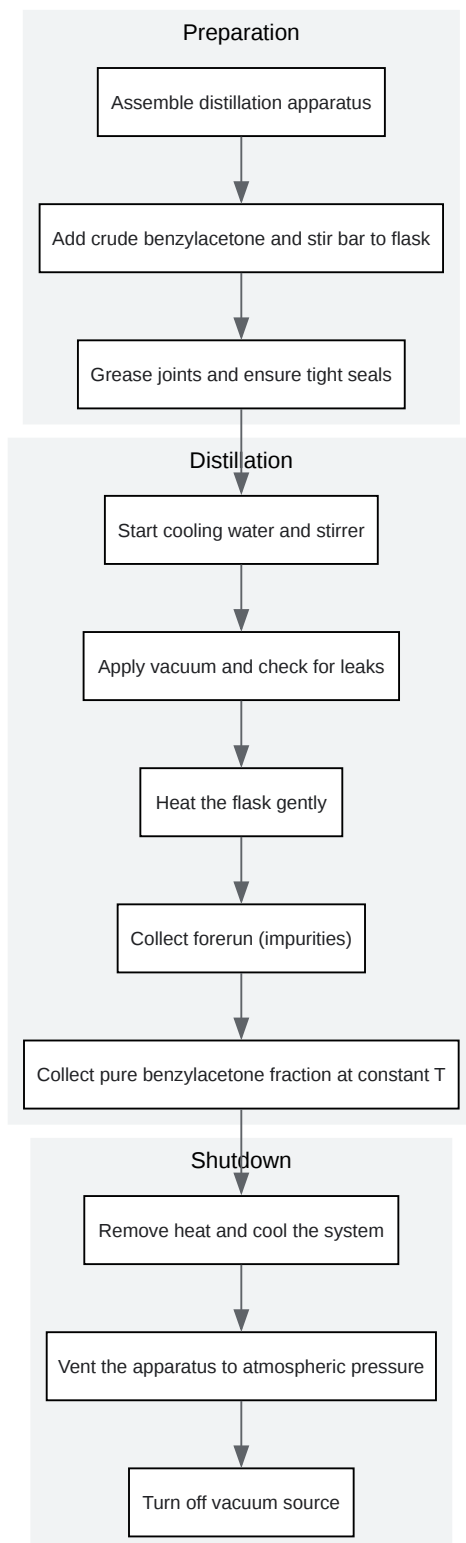 Preparation
Assemble distillation apparatus
Add crude benzylacetone and stir bar to flask
Grease joints and ensure tight seals
Distillation
Start cooling water and stirrer
Apply vacuum and check for leaks
Heat the flask gently
Collect forerun (impurities)
Collect pure benzylacetone fraction at constant T
Shutdown
Remove heat and cool the system
Vent the apparatus to atmospheric pressure
Turn off vacuum source